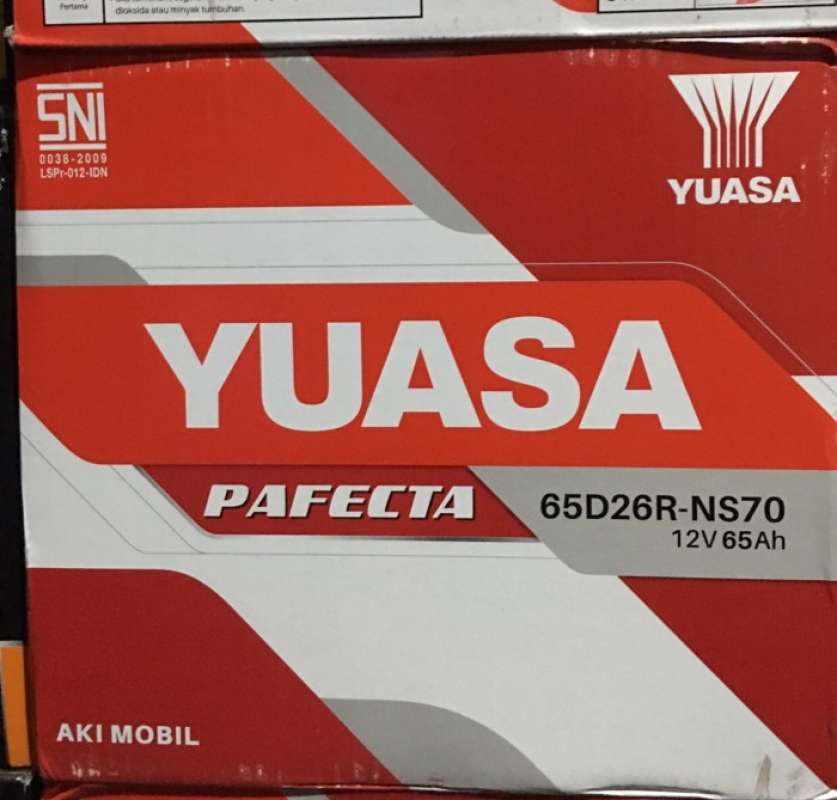 Pertama
dioksida atau minyak tumbuhan.
SNI
0038-2009
LSPr-012-IDN
YUASA
YUASA
PAFECTA
65D26R-NS70
12V 65Ah
AKI MOBIL